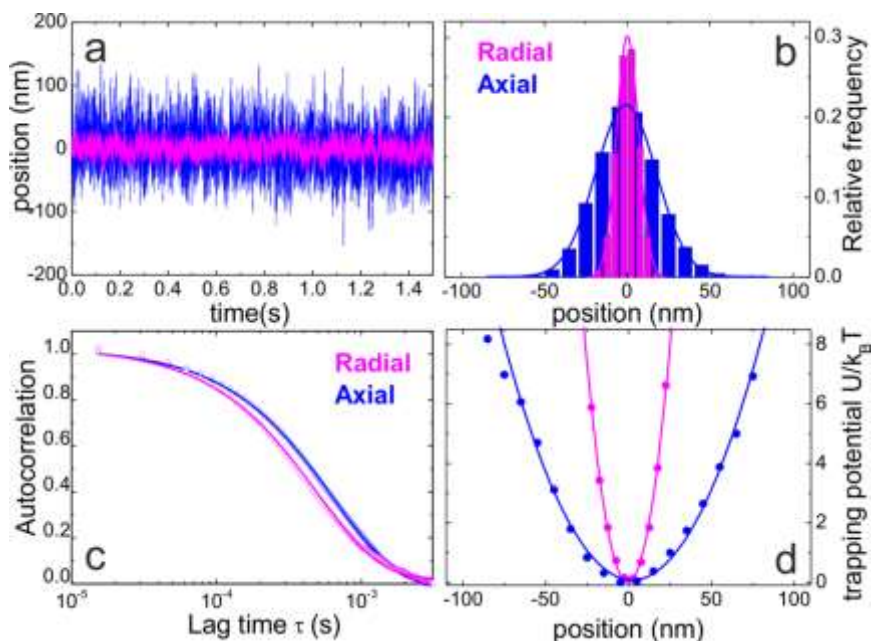 a
position (nm)
200
100
0
-100
-200
0.0 0.2 0.4 0.6 0.8 1.0 1.2 1.4
time(s)
b
Radial
Axial
Relative frequency
0.3
0.2
0.1
0.0
-100 -50 0 50 100
position (nm)
c
Autocorrelation
1.0
0.8
0.6
0.4
0.2
0.0
Radial
Axial
10⁻⁵ 10⁻⁴ 10⁻³
Lag time τ (s)
d
trapping potential U/k_BT
8
6
4
2
0
-100 -50 0 50 100
position (nm)